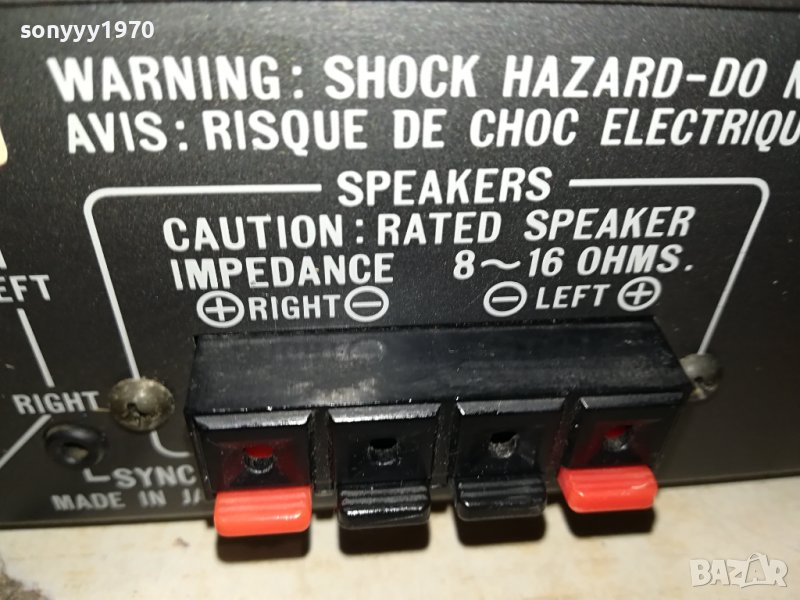 sonyyy1970
WARNING: SHOCK HAZARD-DO
AVIS: RISQUE DE CHOC
SPEAKERS
CAUTION: RATED SPEAKER
IMPEDANCE 8~16 OHMS.
⊕RIGHT⊖ ⊖LEFT⊕
RIGHT
SYNC
MADE IN
BAZAR